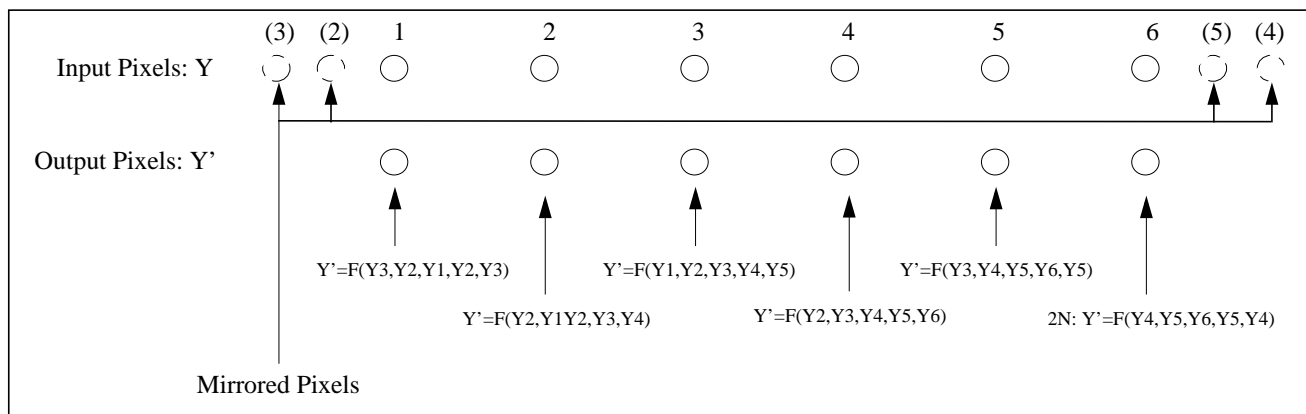 (3) (2) 1 2 3 4 5 6 (5) (4)
Input Pixels: Y
Output Pixels: Y’
Y’=F(Y3,Y2,Y1,Y2,Y3) Y’=F(Y1,Y2,Y3,Y4,Y5) Y’=F(Y3,Y4,Y5,Y6,Y5)
Y’=F(Y2,Y1Y2,Y3,Y4) Y’=F(Y2,Y3,Y4,Y5,Y6) 2N: Y’=F(Y4,Y5,Y6,Y5,Y4)
Mirrored Pixels